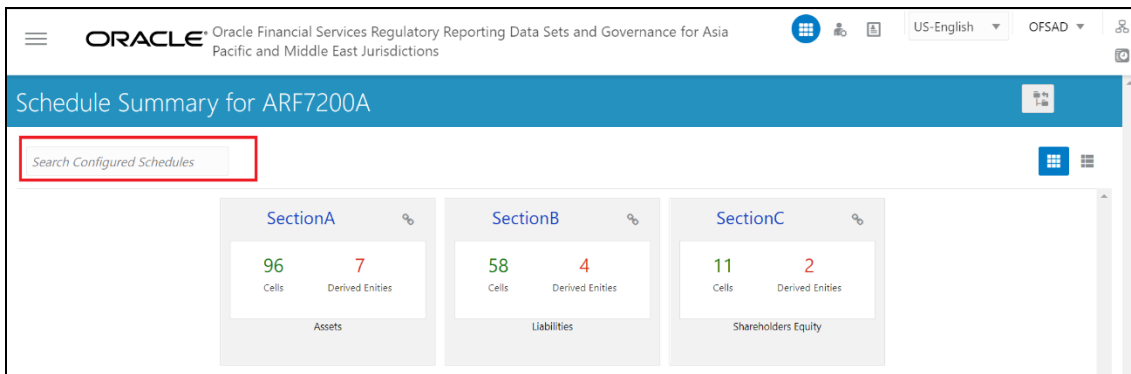 ORACLE® Oracle Financial Services Regulatory Reporting Data Sets and Governance for Asia
Pacific and Middle East Jurisdictions
US-English
OFSAD
Schedule Summary for ARF7200A
Search Configured Schedules
SectionA
SectionB
SectionC
96
7
58
4
11
2
Cells
Derived Enities
Cells
Derived Enities
Cells
Derived Enities
Assets
Liabilities
Shareholders Equity